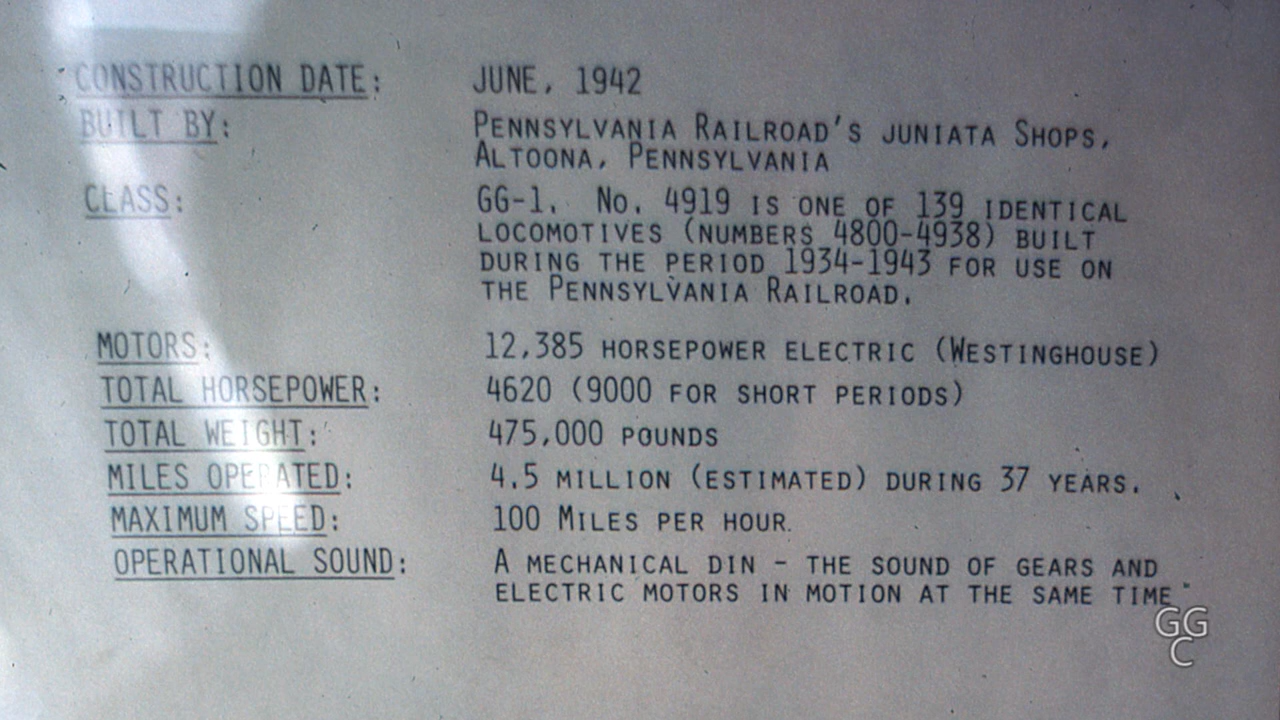 CONSTRUCTION DATE: JUNE, 1942
BUILT BY: PENNSYLVANIA RAILROAD'S JUNIATA SHOPS,
ALTOONA, PENNSYLVANIA
CLASS: GG-1. No. 4919 IS ONE OF 139 IDENTICAL
LOCOMOTIVES (NUMBERS 4800-4938) BUILT
DURING THE PERIOD 1934-1943 FOR USE ON
THE PENNSYLVANIA RAILROAD.
MOTORS: 12,385 HORSEPOWER ELECTRIC (WESTINGHOUSE)
TOTAL HORSEPOWER: 4620 (9000 FOR SHORT PERIODS)
TOTAL WEIGHT: 475,000 POUNDS
MILES OPERATED: 4.5 MILLION (ESTIMATED) DURING 37 YEARS.
MAXIMUM SPEED: 100 MILES PER HOUR.
OPERATIONAL SOUND: A MECHANICAL DIN - THE SOUND OF GEARS AND
ELECTRIC MOTORS IN MOTION AT THE SAME TIME"
GG
C